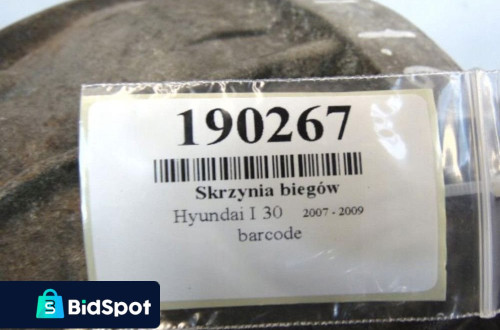 190267
Skrzynia biegów
Hyundai I 30 2007 - 2009
barcode
S BidSpot